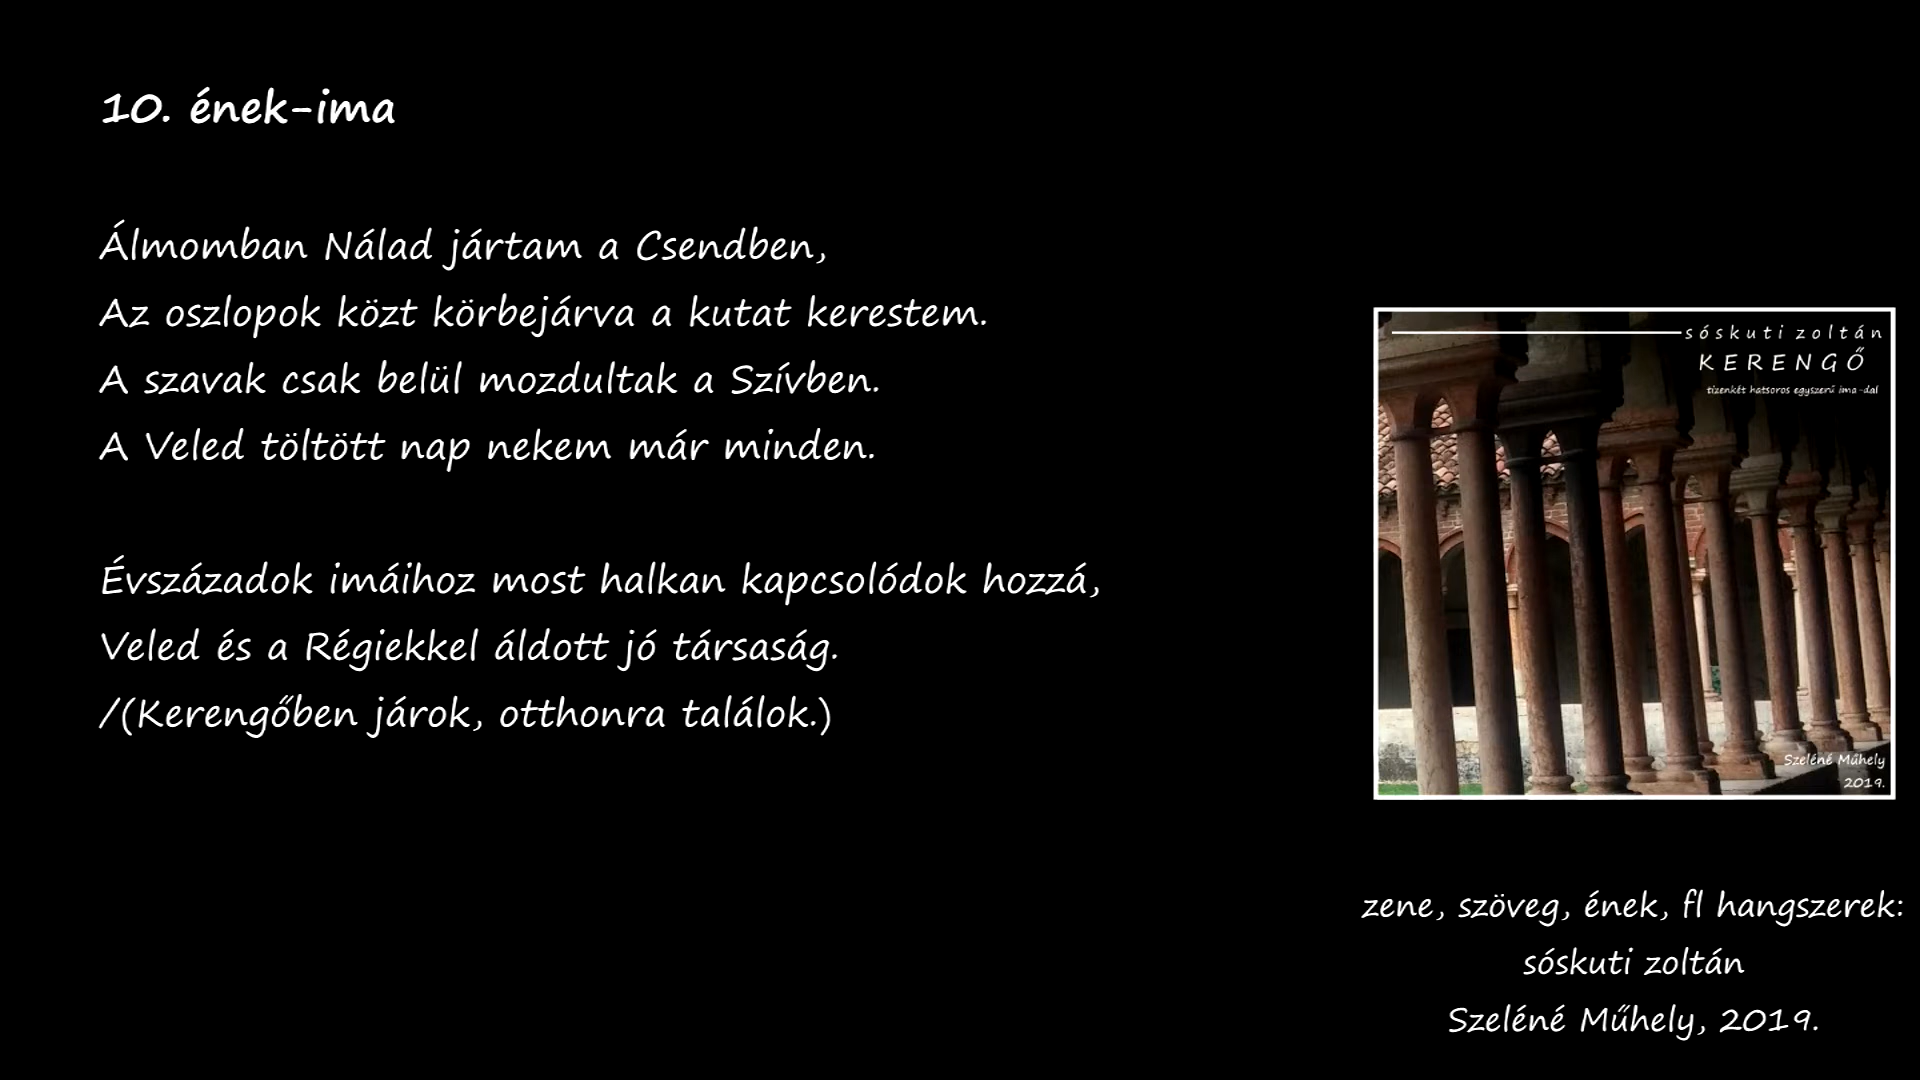 10. ének-ima
Álmomban Nálad jártam a Csendben,
Az oszlopok közt körbejárva a kutat kerestem.
A szavak csak belül mozdultak a Szívben.
A Veled töltött nap nekem már minden.
Évszázadok imáihoz most halkan kapcsolódok hozzá,
Veled és a Régiekkel áldott jó társaság.
/(Kerengőben járok, otthonra találok.)
sóskuti zoltán
KERENGŐ
tizenkét hatsoros egyszerű ima-dal
Szeléné Műhely
2019.
zene, szöveg, ének, fl hangszerek:
sóskuti zoltán
Szeléné Műhely, 2019.